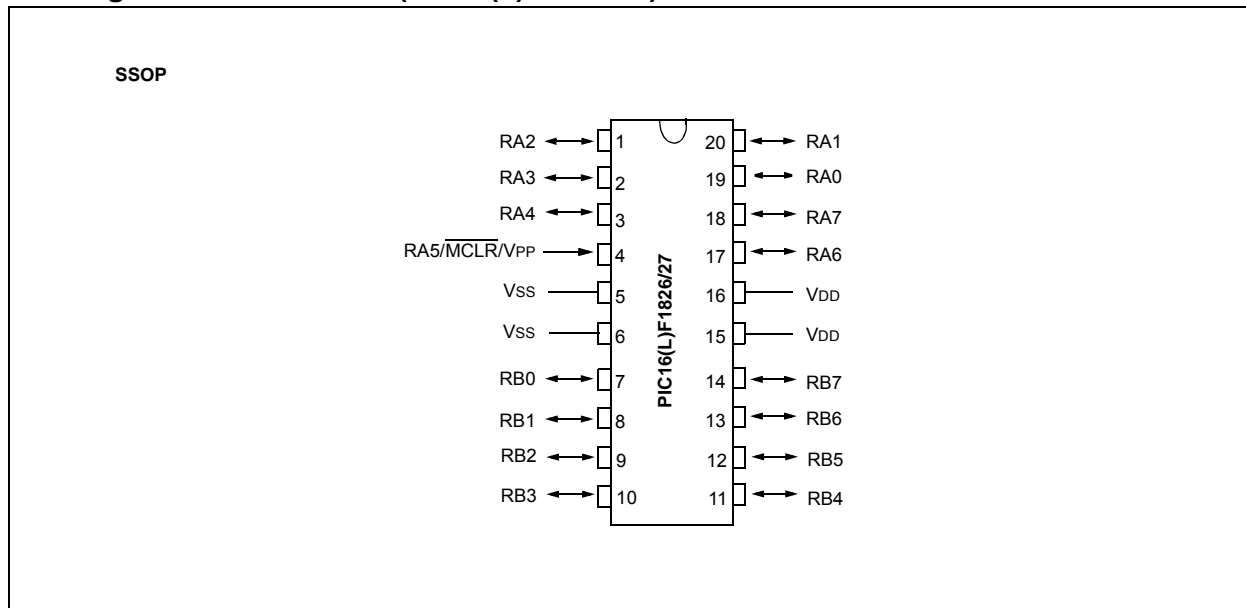 SSOP
RA2 1 20 RA1
RA3 2 19 RA0
RA4 3 18 RA7
RA5/MCLR/VPP 4 17 RA6
VSS 5 16 VDD
VSS 6 15 VDD
RB0 7 14 RB7
RB1 8 13 RB6
RB2 9 12 RB5
RB3 10 11 RB4
PIC16(L)F1826/27